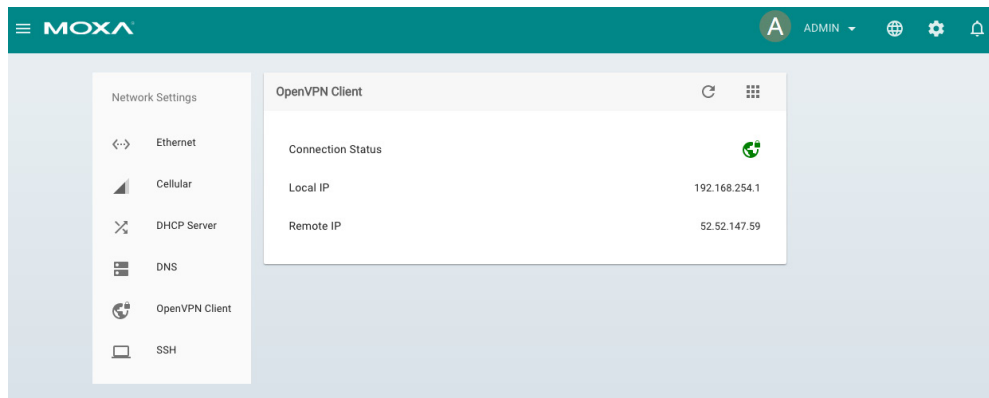 MOXA
A
ADMIN
Network Settings
Ethernet
Cellular
DHCP Server
DNS
OpenVPN Client
SSH
OpenVPN Client
Connection Status
Local IP 192.168.254.1
Remote IP 52.52.147.59